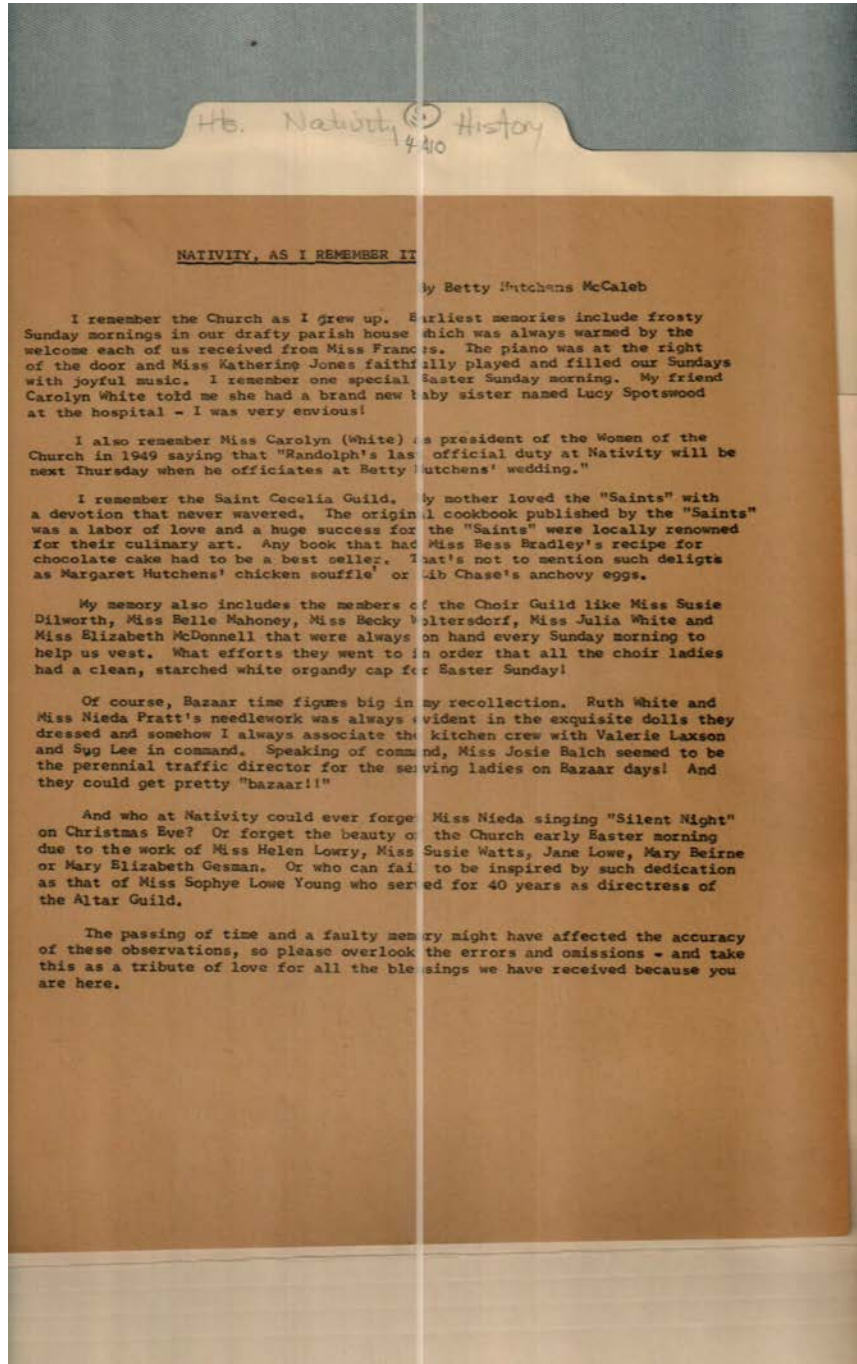 Nativity History
NATIVITY, AS I REMEMBER IT
By Betty Hutchens McCaleb
I remember the Church as I grew up. Earliest memories include frosty
Sunday mornings in our drafty parish house which was always warmed by the
welcome each of us received from Miss Frances. The piano was at the right
of the door and Miss Katherine Jones faithfully played and filled our Sundays
with joyful music. I remember one special Easter Sunday morning. My friend
Carolyn White told me she had a brand new baby sister named Lucy Spotswood
at the hospital - I was very envious!
I also remember Miss Carolyn (White) as president of the Women of the
Church in 1949 saying that "Randolph's last official duty at Nativity will be
next Thursday when he officiates at Betty Hutchens' wedding."
I remember the Saint Cecelia Guild. My mother loved the "Saints" with
a devotion that never wavered. The original cookbook published by the "Saints"
was a labor of love and a huge success for the "Saints" were locally renowned
for their culinary art. Any book that had Miss Bess Bradley's recipe for
chocolate cake had to be a best seller. That's not to mention such deligts
as Margaret Hutchens' chicken souffle' or Lib Chase's anchovy eggs.
My memory also includes the members of the Choir Guild like Miss Susie
Dilworth, Miss Belle Mahoney, Miss Becky Woltersdorf, Miss Julia White and
Miss Elizabeth McDonnell that were always on hand every Sunday morning to
help us vest. What efforts they went to in order that all the choir ladies
had a clean, starched white organdy cap for Easter Sunday!
Of course, Bazaar time figures big in my recollection. Ruth White and
Miss Nieda Pratt's needlework was always evident in the exquisite dolls they
dressed and somehow I always associate the kitchen crew with Valerie Laxson
and Syg Lee in command. Speaking of command, Miss Josie Balch seemed to be
the perennial traffic director for the serving ladies on Bazaar days! And
they could get pretty "bazaar!!"
And who at Nativity could ever forget Miss Nieda singing "Silent Night"
on Christmas Eve? Or forget the beauty of the Church early Easter morning
due to the work of Miss Helen Lowry, Miss Susie Watts, Jane Lowe, Mary Beirne
or Mary Elizabeth Gesman. Or who can fail to be inspired by such dedication
as that of Miss Sophye Lowe Young who served for 40 years as directress of
the Altar Guild.
The passing of time and a faulty memory might have affected the accuracy
of these observations, so please overlook the errors and omissions - and take
this as a tribute of love for all the blessings we have received because you
are here.